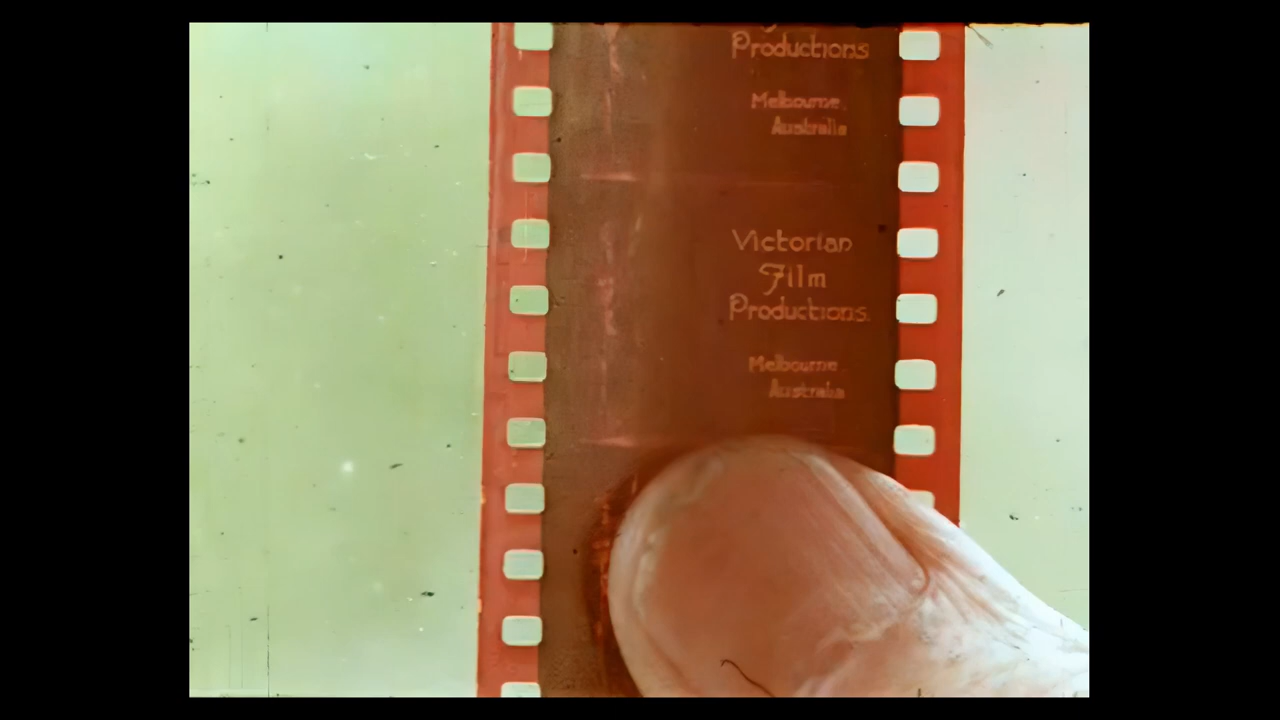 Productions
Melbourne
Australia
Victorian
Film
Productions
Melbourne
Australia